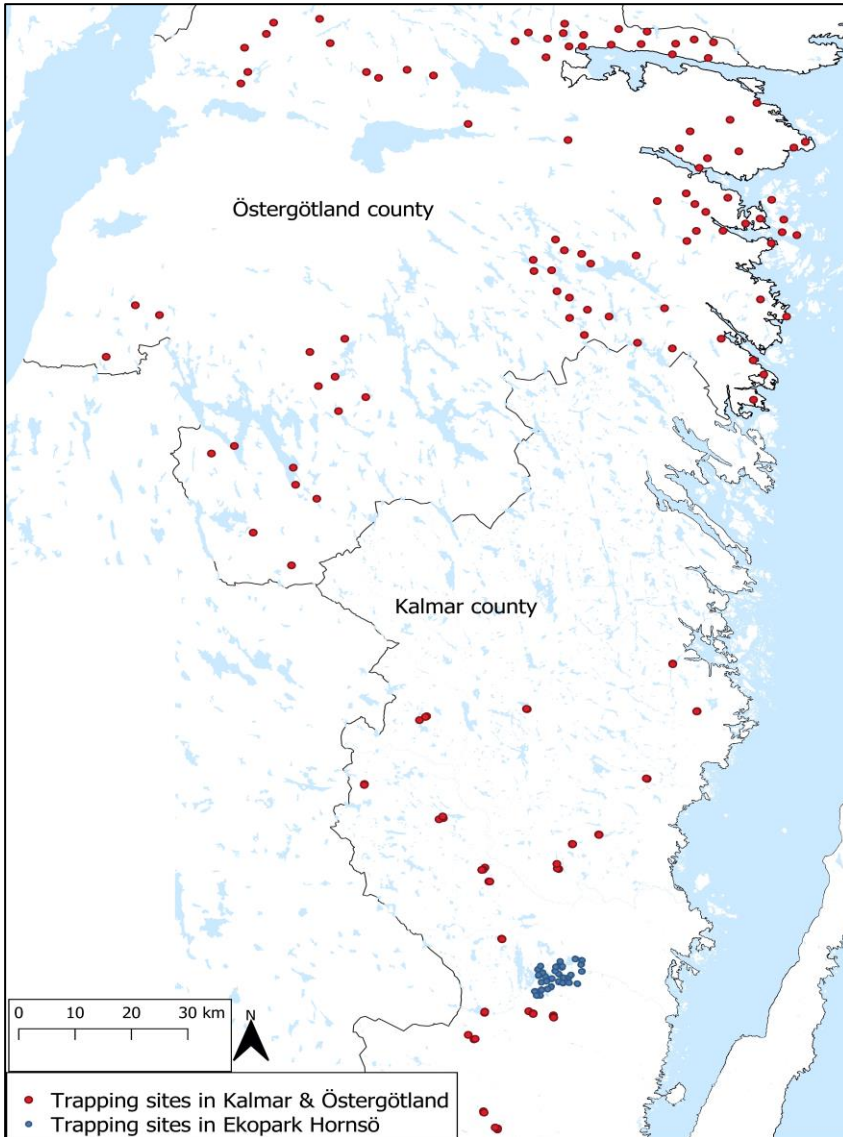 Östergötland county
Kalmar county
0 10 20 30 km
N
Trapping sites in Kalmar & Östergötland
Trapping sites in Ekopark Hornsö